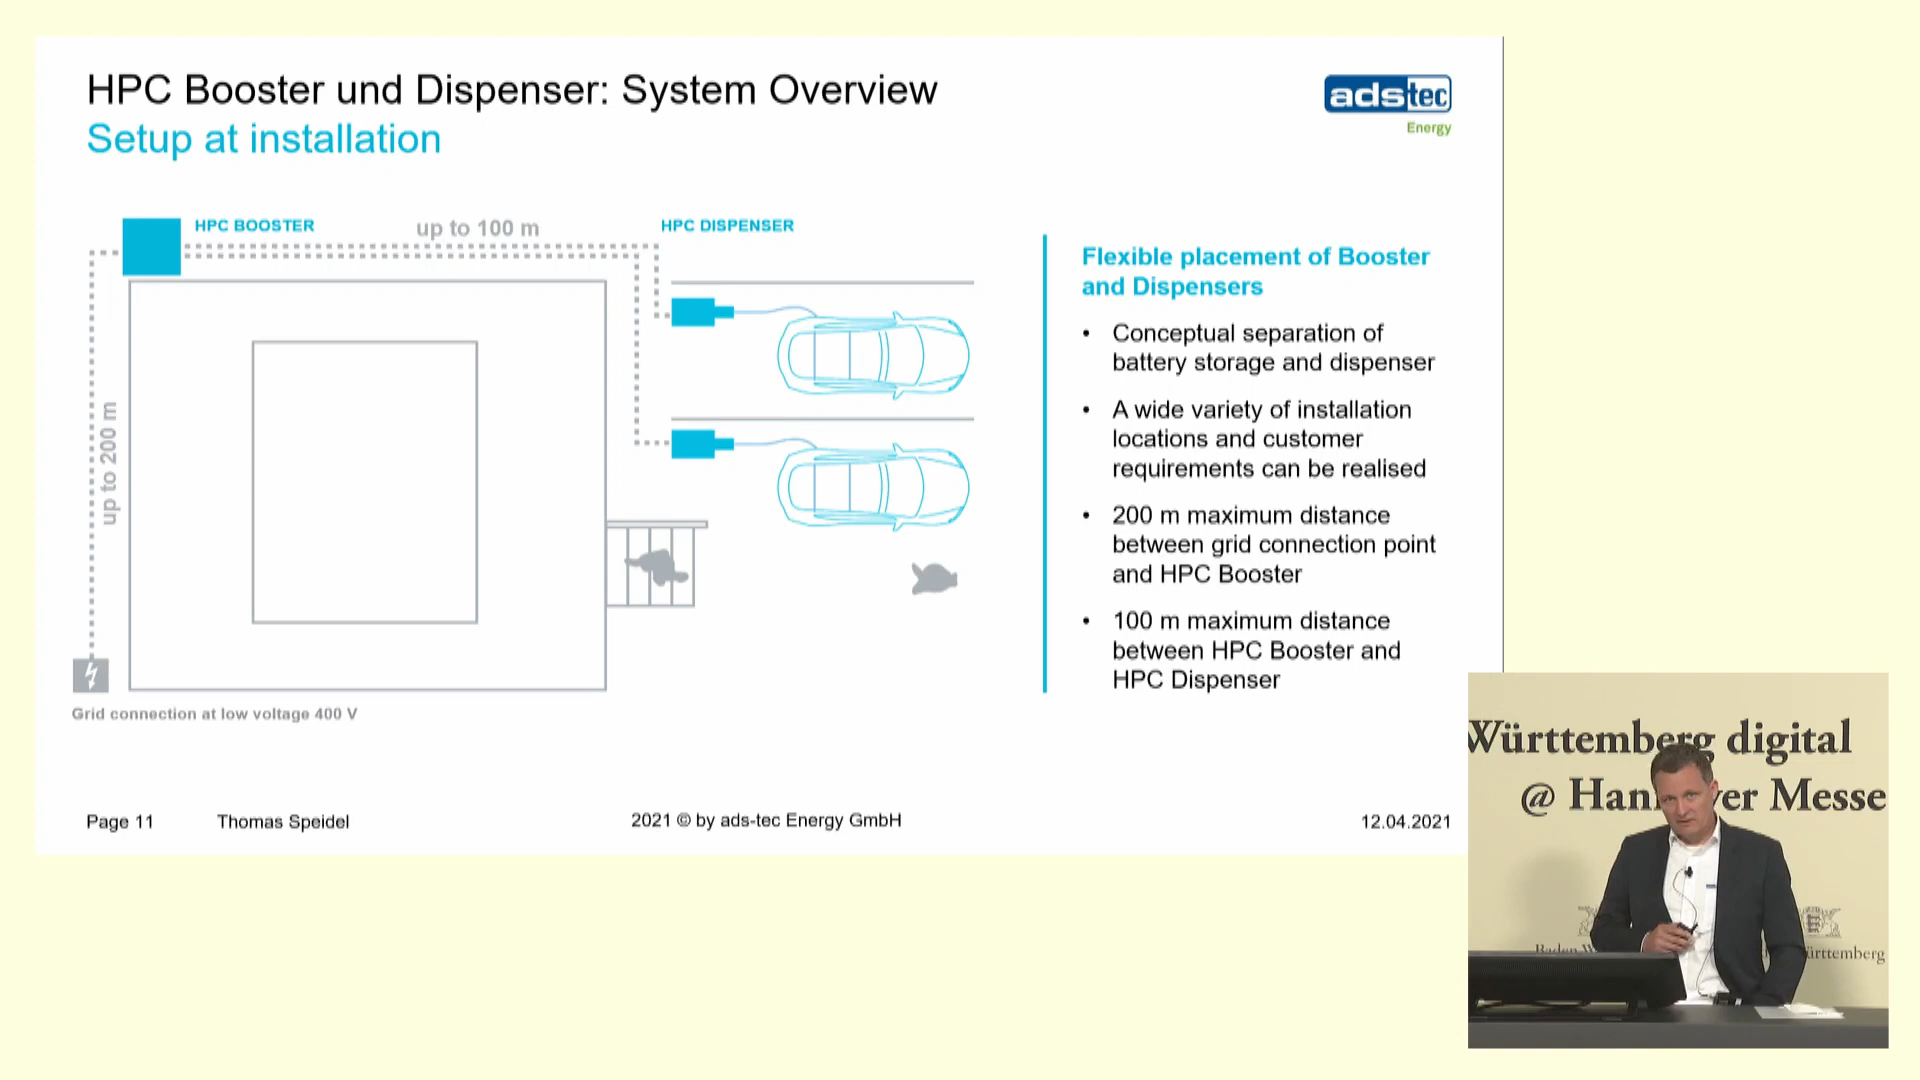 HPC Booster und Dispenser: System Overview
Setup at installation
adstec
Energy
HPC BOOSTER
up to 100 m
HPC DISPENSER
up to 200 m
Grid connection at low voltage 400 V
Flexible placement of Booster
and Dispensers
• Conceptual separation of
battery storage and dispenser
• A wide variety of installation
locations and customer
requirements can be realised
• 200 m maximum distance
between grid connection point
and HPC Booster
• 100 m maximum distance
between HPC Booster and
HPC Dispenser
Page 11
Thomas Speidel
2021 © by ads-tec Energy GmbH
12.04.2021
Württemberg digital
@ Han er Messe
Baden-W
ürttemberg